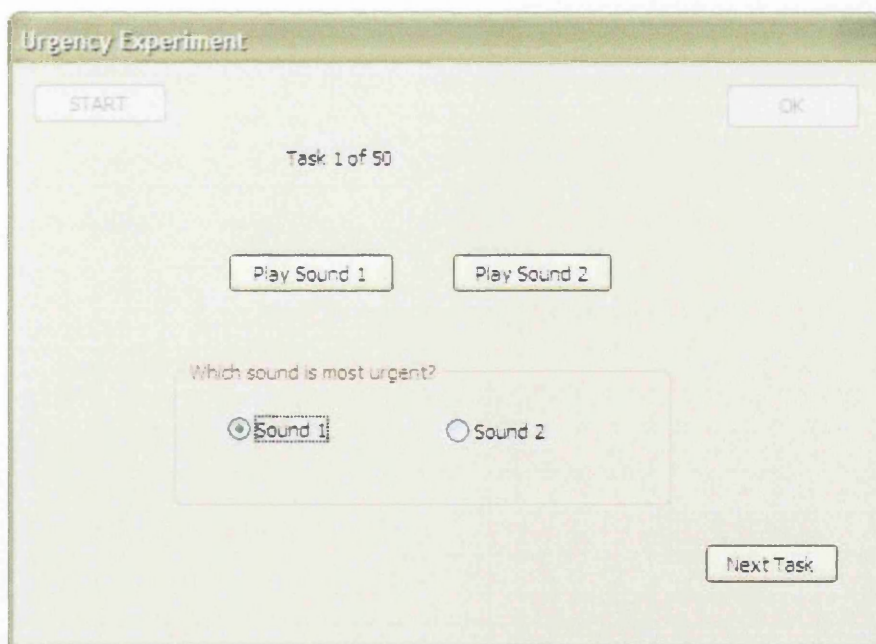 Urgency Experiment
START
OK
Task 1 of 50
Play Sound 1
Play Sound 2
Which sound is most urgent?
Sound 1
Sound 2
Next Task